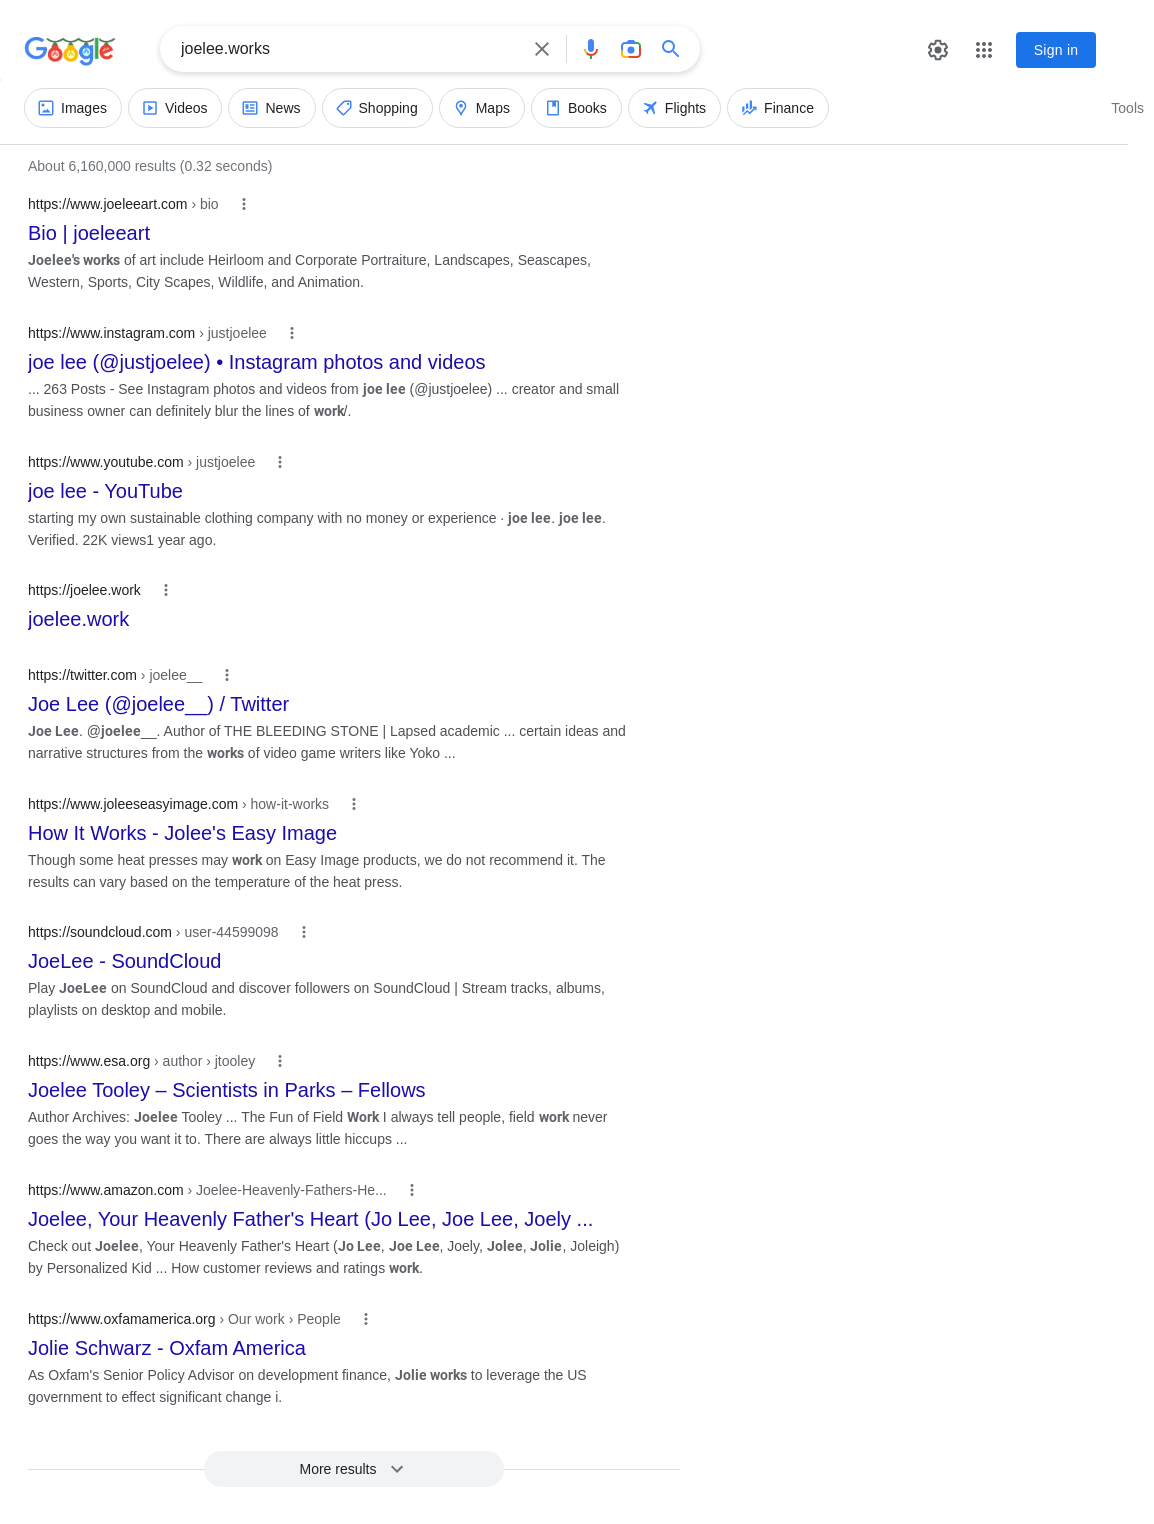 Google
joelee.works
Sign in
Images
Videos
News
Shopping
Maps
Books
Flights
Finance
Tools
About 6,160,000 results (0.32 seconds)
https://www.joeleeart.com › bio
Bio | joeleeart
Joelee's works of art include Heirloom and Corporate Portraiture, Landscapes, Seascapes,
Western, Sports, City Scapes, Wildlife, and Animation.
https://www.instagram.com › justjoelee
joe lee (@justjoelee) • Instagram photos and videos
... 263 Posts - See Instagram photos and videos from joe lee (@justjoelee) ... creator and small
business owner can definitely blur the lines of work/.
https://www.youtube.com › justjoelee
joe lee - YouTube
starting my own sustainable clothing company with no money or experience · joe lee. joe lee.
Verified. 22K views1 year ago.
https://joelee.work
joelee.work
https://twitter.com › joelee__
Joe Lee (@joelee__) / Twitter
Joe Lee. @joelee__. Author of THE BLEEDING STONE | Lapsed academic ... certain ideas and
narrative structures from the works of video game writers like Yoko ...
https://www.joleeseasyimage.com › how-it-works
How It Works - Jolee's Easy Image
Though some heat presses may work on Easy Image products, we do not recommend it. The
results can vary based on the temperature of the heat press.
https://soundcloud.com › user-44599098
JoeLee - SoundCloud
Play JoeLee on SoundCloud and discover followers on SoundCloud | Stream tracks, albums,
playlists on desktop and mobile.
https://www.esa.org › author › jtooley
Joelee Tooley – Scientists in Parks – Fellows
Author Archives: Joelee Tooley ... The Fun of Field Work I always tell people, field work never
goes the way you want it to. There are always little hiccups ...
https://www.amazon.com › Joelee-Heavenly-Fathers-He...
Joelee, Your Heavenly Father's Heart (Jo Lee, Joe Lee, Joely ...
Check out Joelee, Your Heavenly Father's Heart (Jo Lee, Joe Lee, Joely, Jolee, Jolie, Joleigh)
by Personalized Kid ... How customer reviews and ratings work.
https://www.oxfamamerica.org › Our work › People
Jolie Schwarz - Oxfam America
As Oxfam's Senior Policy Advisor on development finance, Jolie works to leverage the US
government to effect significant change i.
More results